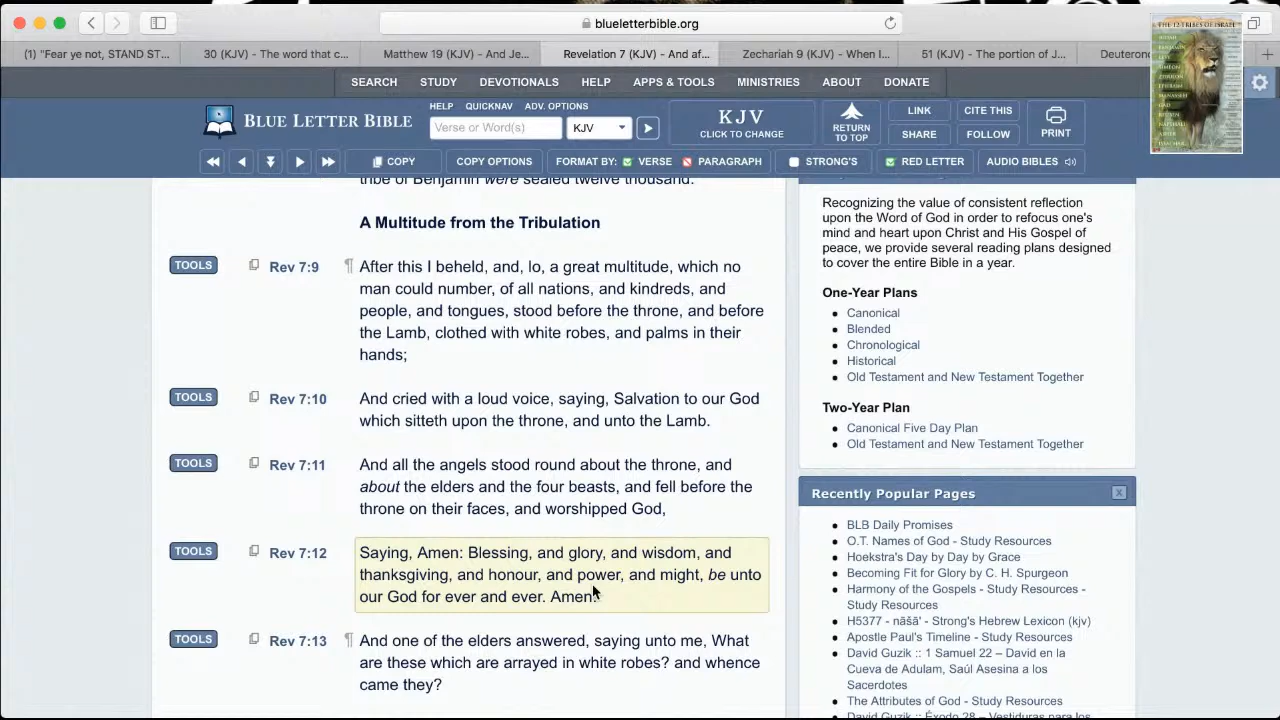 blueletterbible.org
(1) "Fear ye not, STAND ST...
30 (KJV) - The word that c...
Matthew 19 (KJV) - And Je...
Revelation 7 (KJV) - And af...
Zechariah 9 (KJV) - When I...
51 (KJV) - The portion of J...
Deuterono
THE 12 TRIBES OF ISRAEL
SEARCH STUDY DEVOTIONALS HELP APPS & TOOLS MINISTRIES ABOUT DONATE
BLUE LETTER BIBLE
HELP QUICKNAV ADV. OPTIONS
Verse or Word(s)
KJV
KJV
CLICK TO CHANGE
RETURN
TO TOP
LINK
CITE THIS
SHARE
FOLLOW
PRINT
COPY
COPY OPTIONS
FORMAT BY: VERSE PARAGRAPH
STRONG'S
RED LETTER
AUDIO BIBLES
tribe of Benjamin were sealed twelve thousand.
A Multitude from the Tribulation
TOOLS
Rev 7:9
¶ After this I beheld, and, lo, a great multitude, which no
man could number, of all nations, and kindreds, and
people, and tongues, stood before the throne, and before
the Lamb, clothed with white robes, and palms in their
hands;
TOOLS
Rev 7:10
And cried with a loud voice, saying, Salvation to our God
which sitteth upon the throne, and unto the Lamb.
TOOLS
Rev 7:11
And all the angels stood round about the throne, and
about the elders and the four beasts, and fell before the
throne on their faces, and worshipped God,
TOOLS
Rev 7:12
Saying, Amen: Blessing, and glory, and wisdom, and
thanksgiving, and honour, and power, and might, be unto
our God for ever and ever. Amen.
TOOLS
Rev 7:13
¶ And one of the elders answered, saying unto me, What
are these which are arrayed in white robes? and whence
came they?
Recognizing the value of consistent reflection
upon the Word of God in order to refocus one's
mind and heart upon Christ and His Gospel of
peace, we provide several reading plans designed
to cover the entire Bible in a year.
One-Year Plans
Canonical
Blended
Chronological
Historical
Old Testament and New Testament Together
Two-Year Plan
Canonical Five Day Plan
Old Testament and New Testament Together
Recently Popular Pages
x
BLB Daily Promises
O.T. Names of God - Study Resources
Hoekstra's Day by Day by Grace
Becoming Fit for Glory by C. H. Spurgeon
Harmony of the Gospels - Study Resources -
Study Resources
H5377 - nāšā' - Strong's Hebrew Lexicon (kjv)
Apostle Paul's Timeline - Study Resources
David Guzik :: 1 Samuel 22 – David en la
Cueva de Adulam, Saúl Asesina a los
Sacerdotes
The Attributes of God - Study Resources
David Guzik :: Éxodo 28 – Vestiduras para los